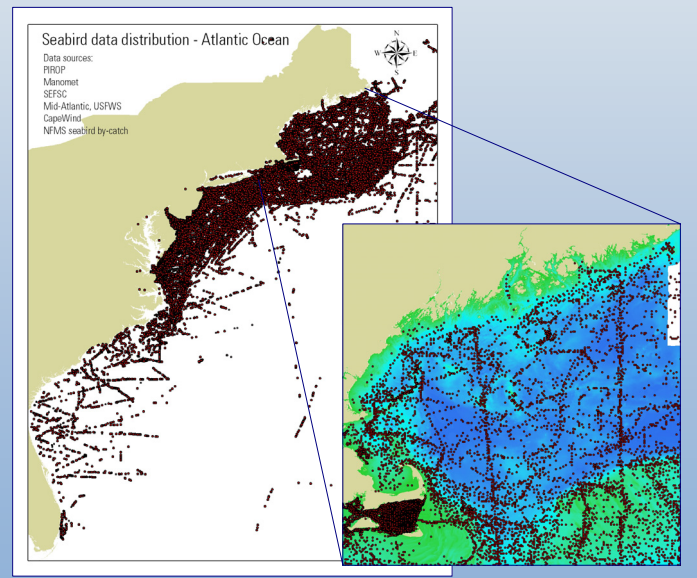 Seabird data distribution - Atlantic Ocean
Data sources:
PIROP
Manomet
SEFSC
Mid-Atlantic, USFWS
CapeWind
NFMS seabird by-catch
N
W E
S